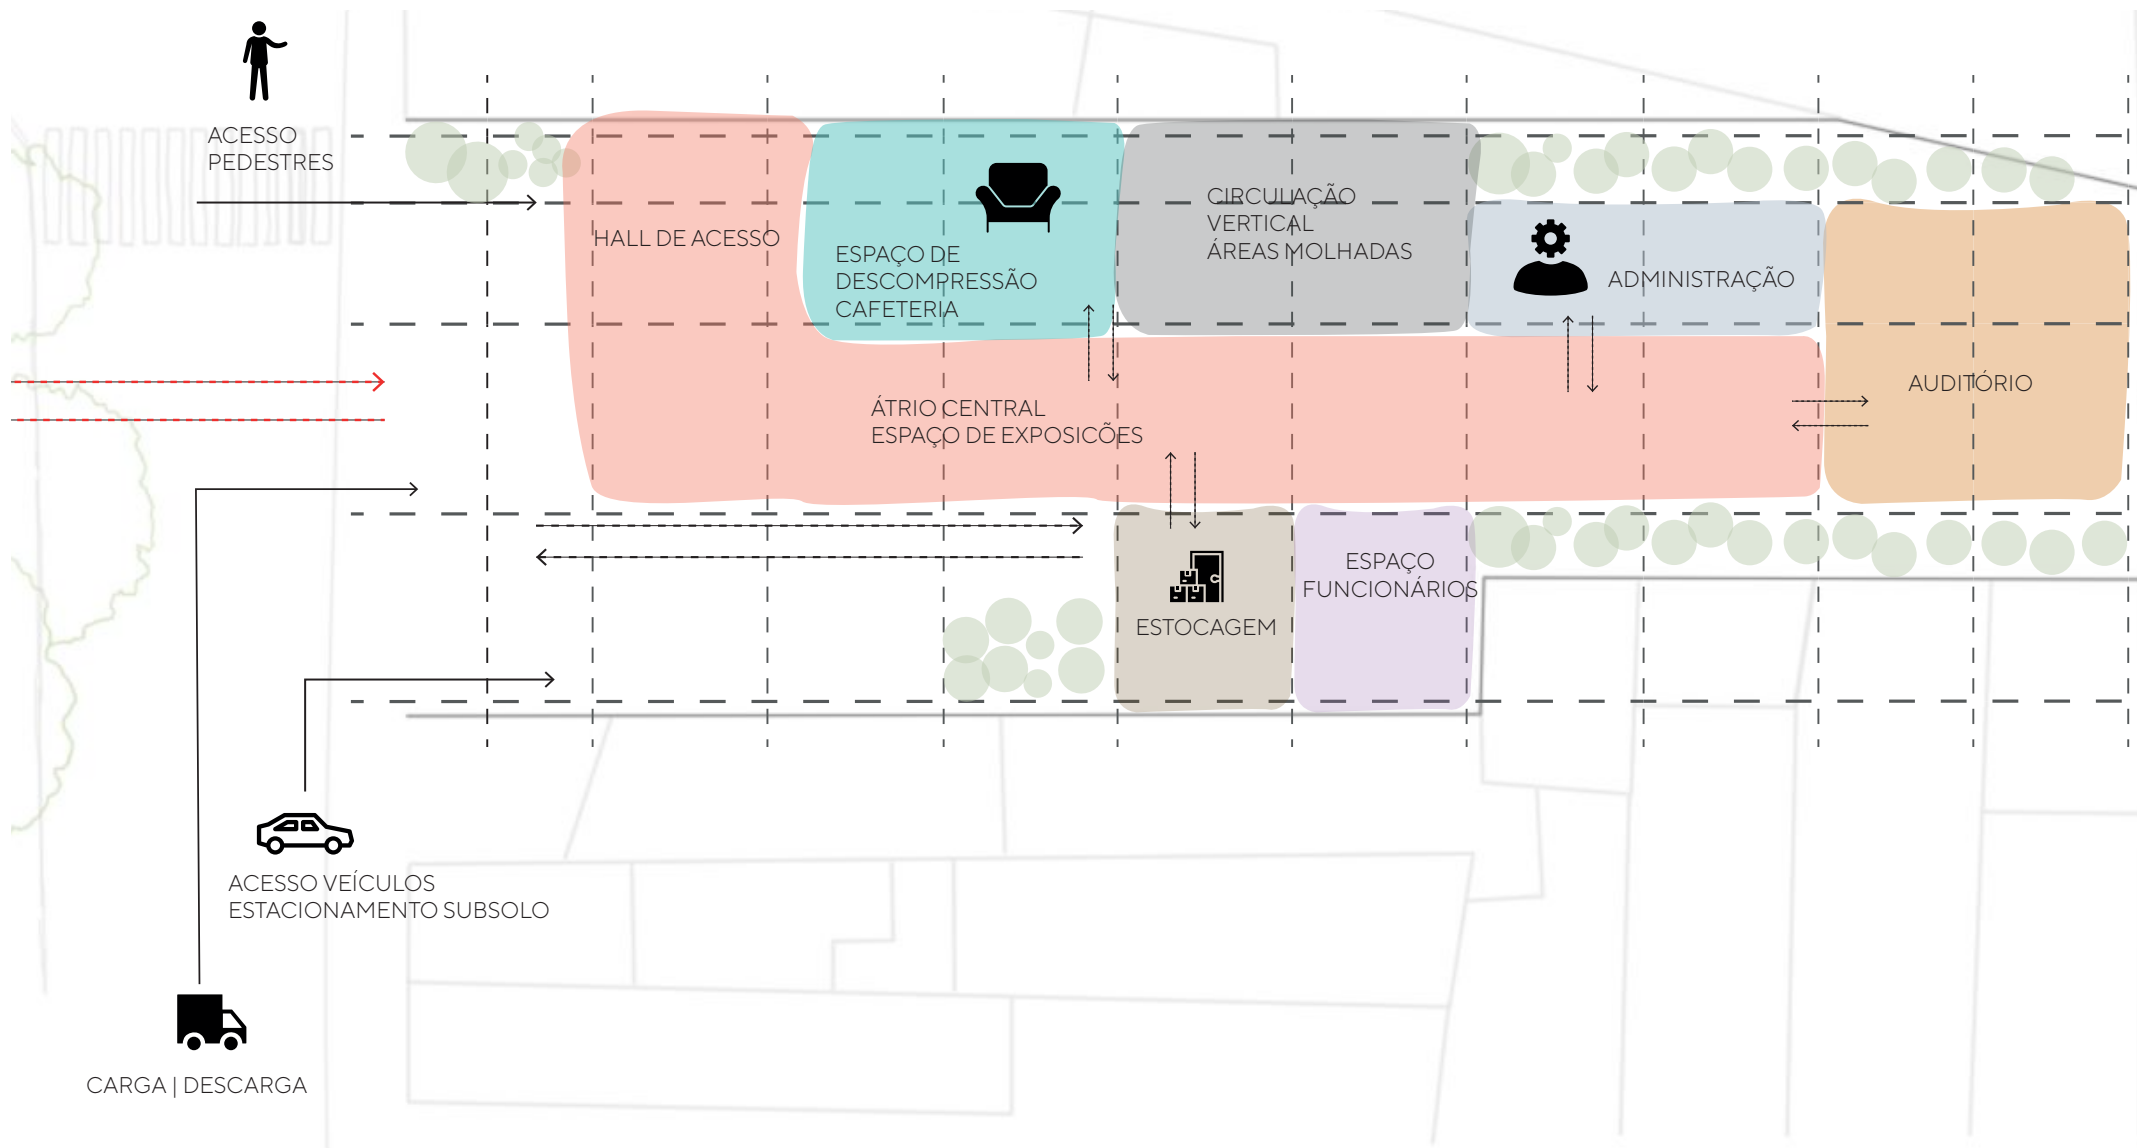 ACESSO
PEDESTRES
HALL DE ACESSO
ESPAÇO DE
DESCOMPRESSÃO
CAFETERIA
CIRCULAÇÃO
VERTICAL
ÁREAS MOLHADAS
ADMINISTRAÇÃO
AUDITÓRIO
ÁTRIO CENTRAL
ESPAÇO DE EXPOSICÕES
ESTOCAGEM
ESPAÇO
FUNCIONÁRIOS
ACESSO VEÍCULOS
ESTACIONAMENTO SUBSOLO
CARGA | DESCARGA